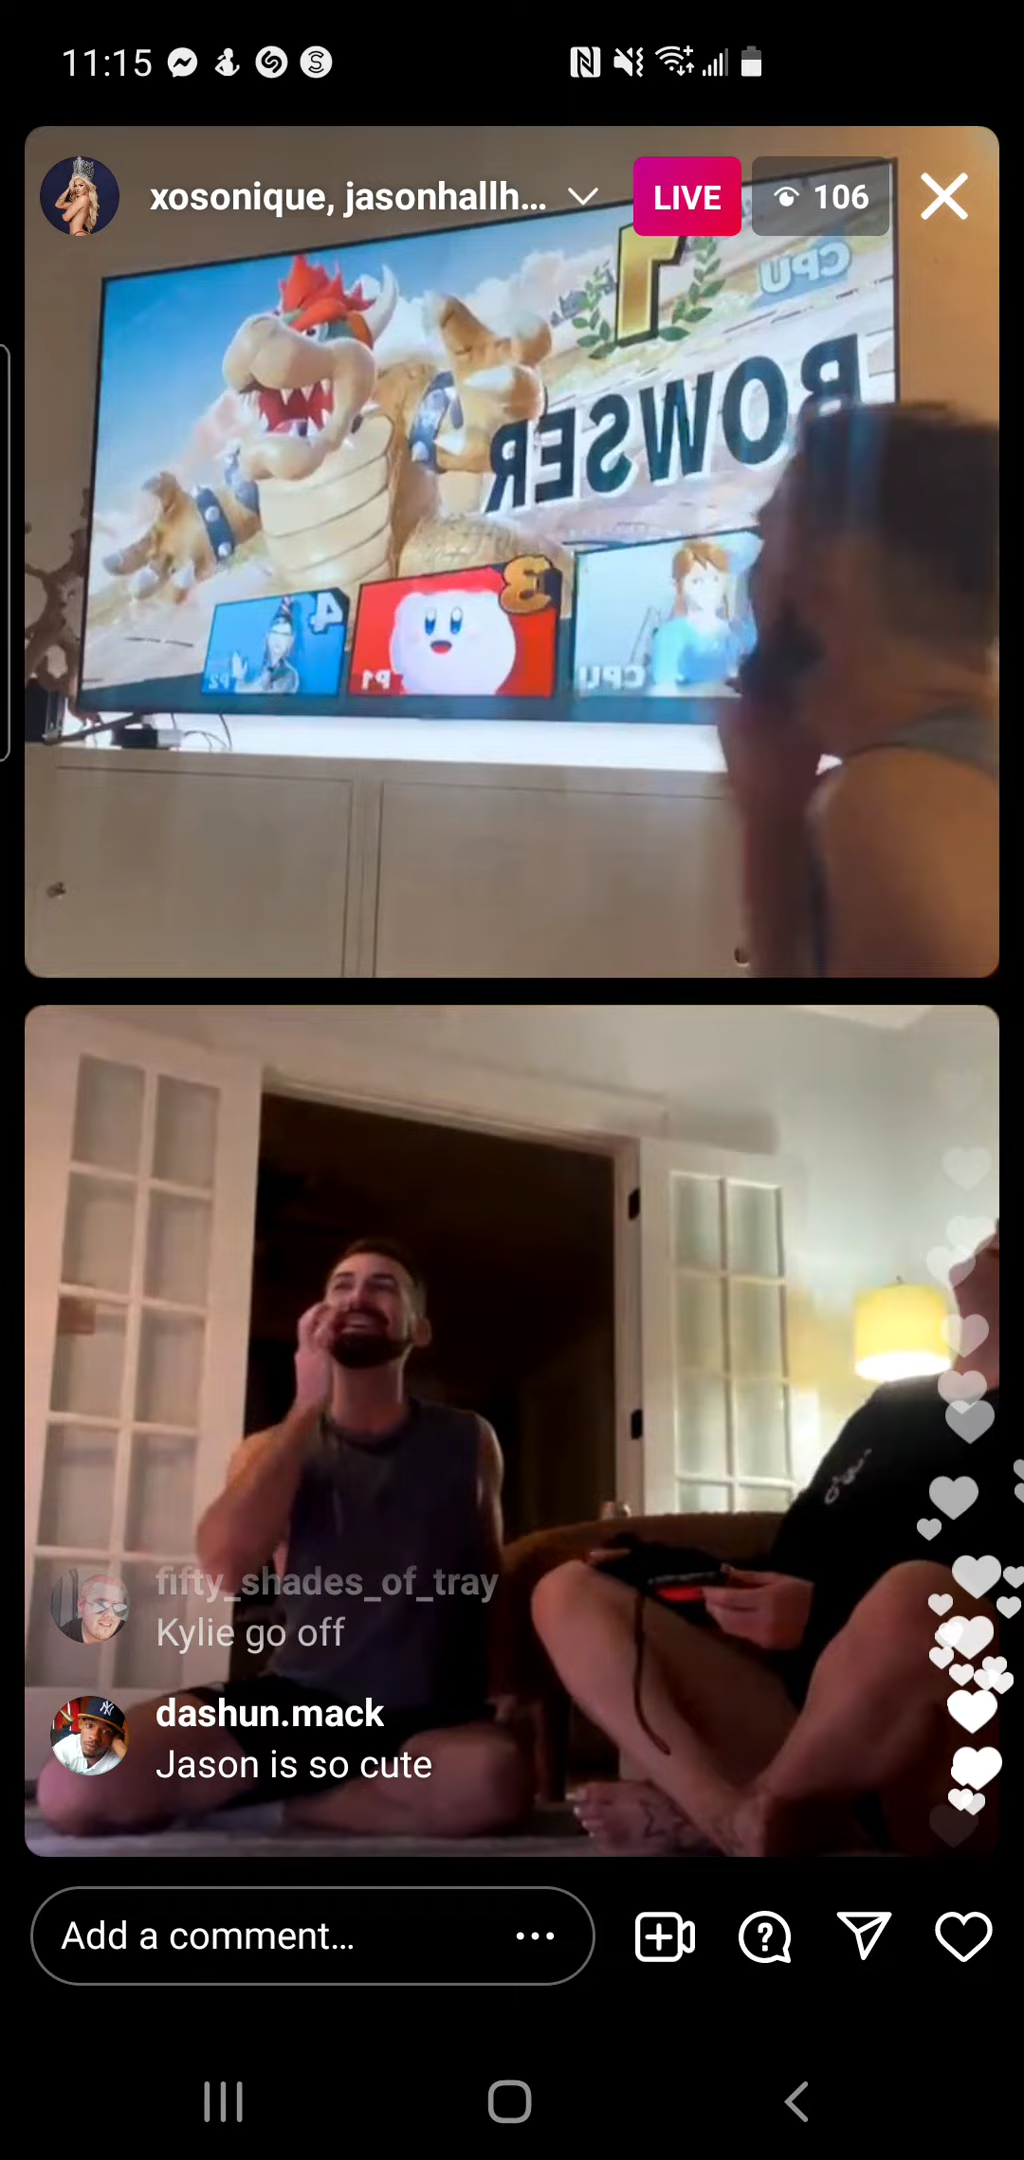 11:15
xosonique, jasonhallh...
LIVE
106
1
CPU
BOWSER
4
3
P2
P1
CPU
fifty_shades_of_tray
Kylie go off
dashun.mack
Jason is so cute
Add a comment...